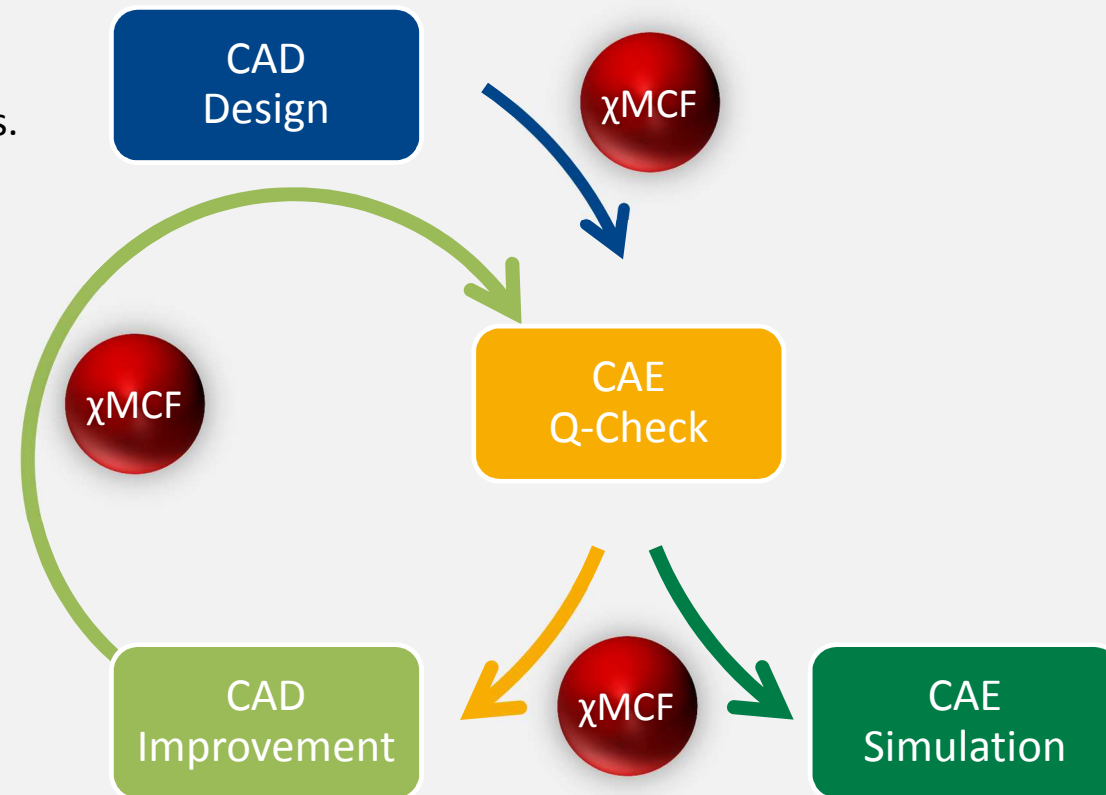 CAD
Design
χMCF
s.
χMCF
CAE
Q-Check
χMCF
CAD
Improvement
CAE
Simulation